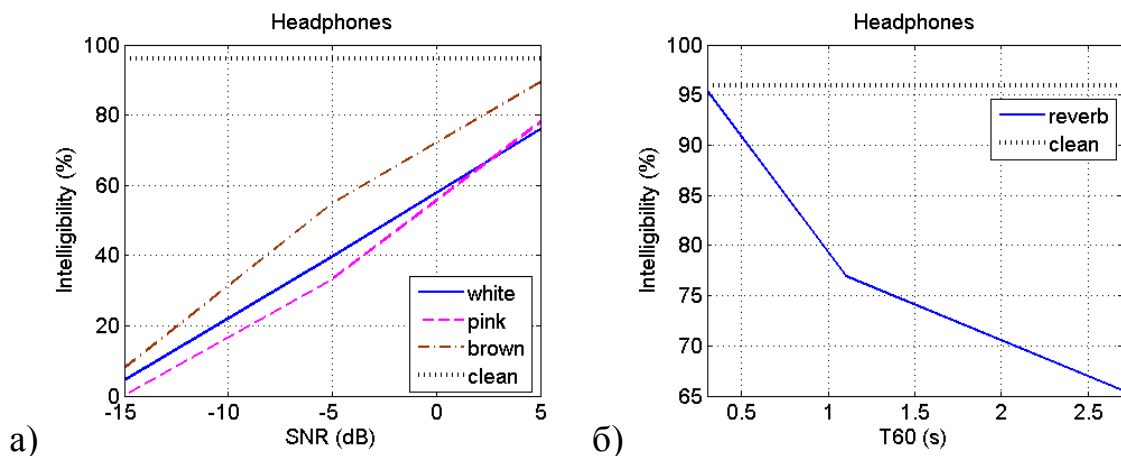 Headphones
Intelligibility (%)
100
80
60
40
20
0
-15
-10
-5
0
5
SNR (dB)
white
pink
brown
clean
а)
Headphones
Intelligibility (%)
100
95
90
85
80
75
70
65
0.5
1
1.5
2
2.5
T60 (s)
reverb
clean
б)